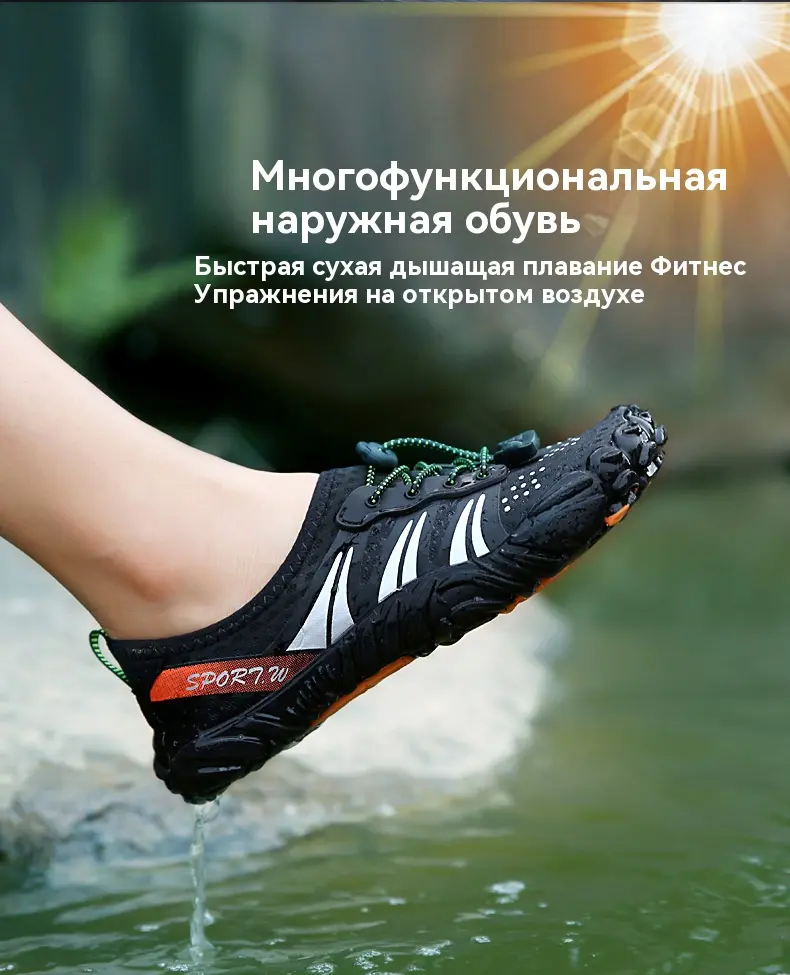 Многофункциональная
наружная обувь
Быстрая сухая дышащая плавание Фитнес
Упражнения на открытом воздухе
SPORT.W